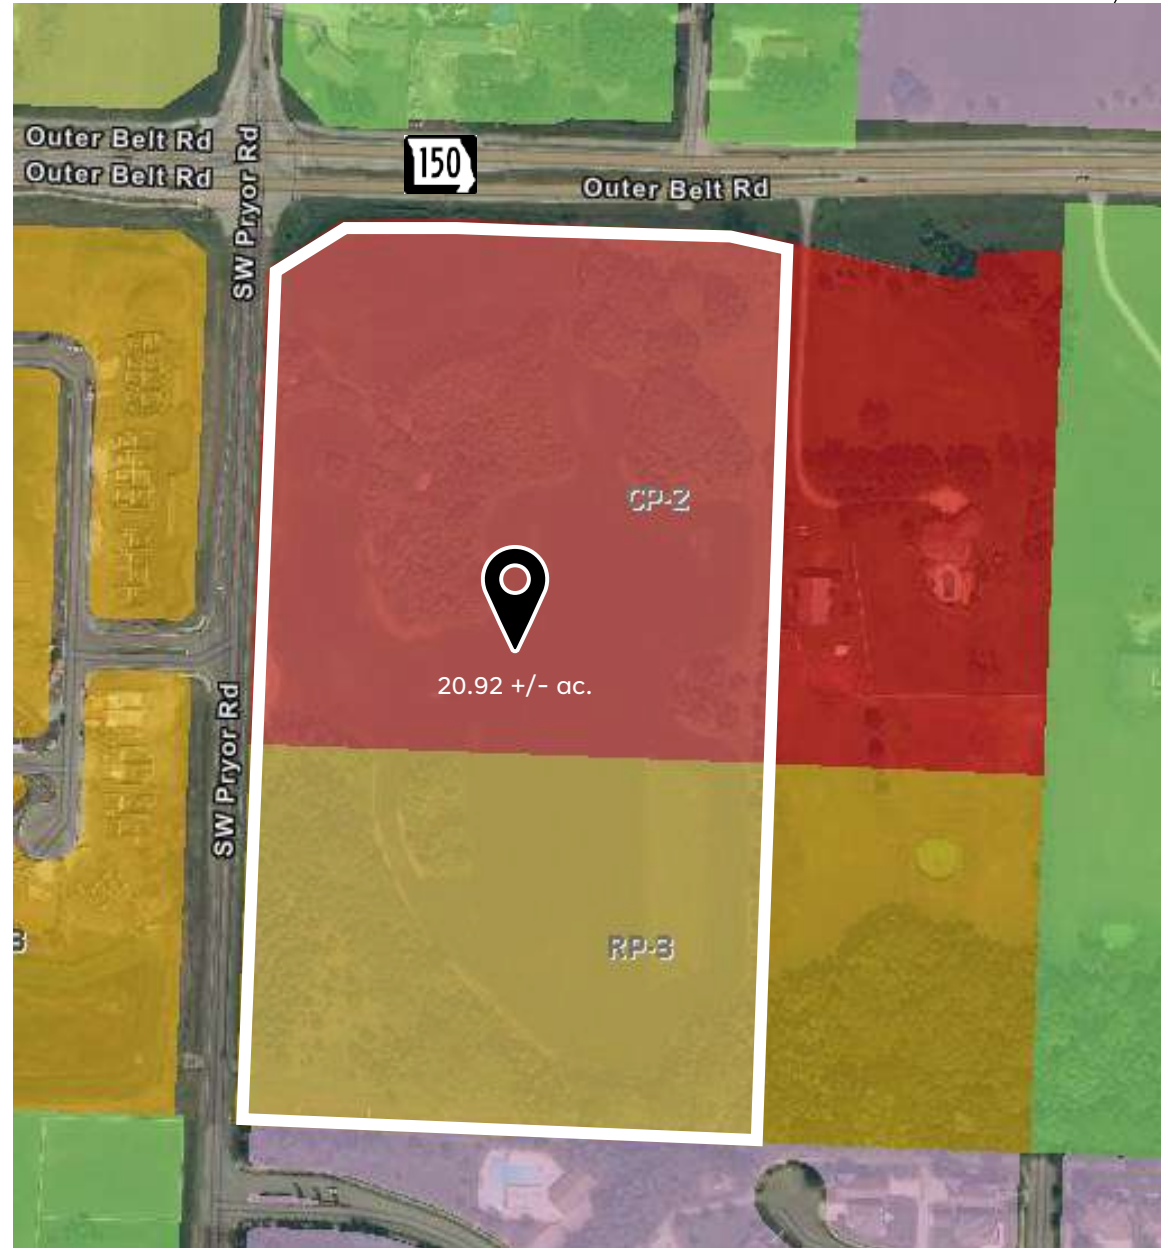 Outer Belt Rd
Outer Belt Rd
SW Pryor Rd
150
Outer Belt Rd
CP-2
20.92 +/- ac.
SW Pryor Rd
RP-3
3